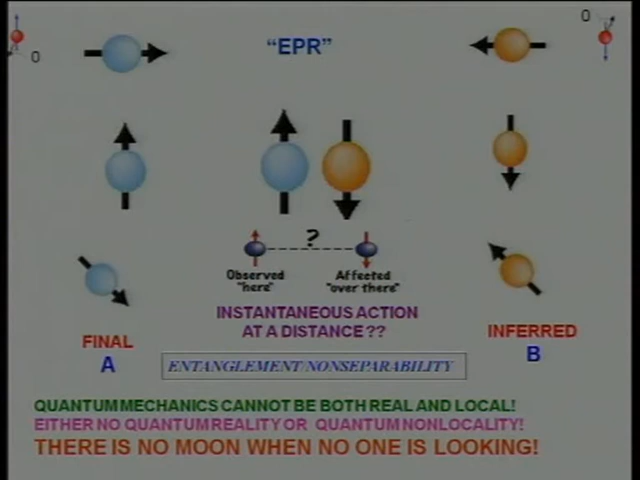 0
0
"EPR"
?
Observed
"here"
Affected
"over there"
INSTANTANEOUS ACTION
AT A DISTANCE ??
FINAL
A
INFERRED
B
ENTANGLEMENT/NONSEPARABILITY
QUANTUM MECHANICS CANNOT BE BOTH REAL AND LOCAL!
EITHER NO QUANTUM REALITY OR QUANTUM NONLOCALITY!
THERE IS NO MOON WHEN NO ONE IS LOOKING!